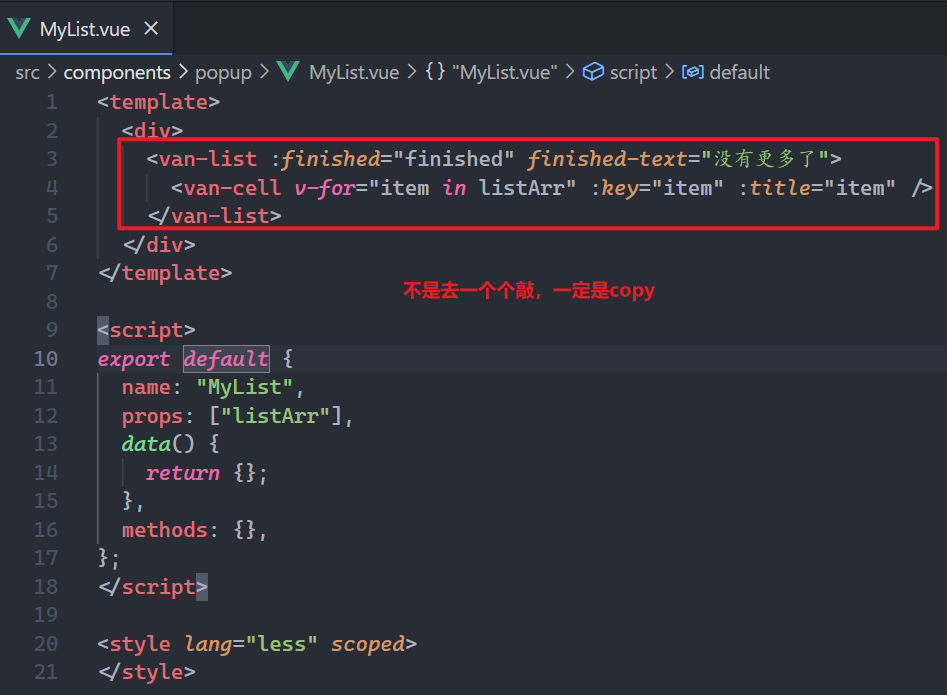 MyList.vue
src > components > popup > MyList.vue > {} "MyList.vue" > script > default
1 <template>
2 <div>
3 <van-list :finished="finished" finished-text="没有更多了">
4 <van-cell v-for="item in listArr" :key="item" :title="item" />
5 </van-list>
6 </div>
7 </template>
不是去一个个敲，一定是copy
8
9 <script>
10 export default {
11 name: "MyList",
12 props: ["listArr"],
13 data() {
14 return {};
15 },
16 methods: {},
17 };
18 </script>
19
20 <style lang="less" scoped>
21 </style>